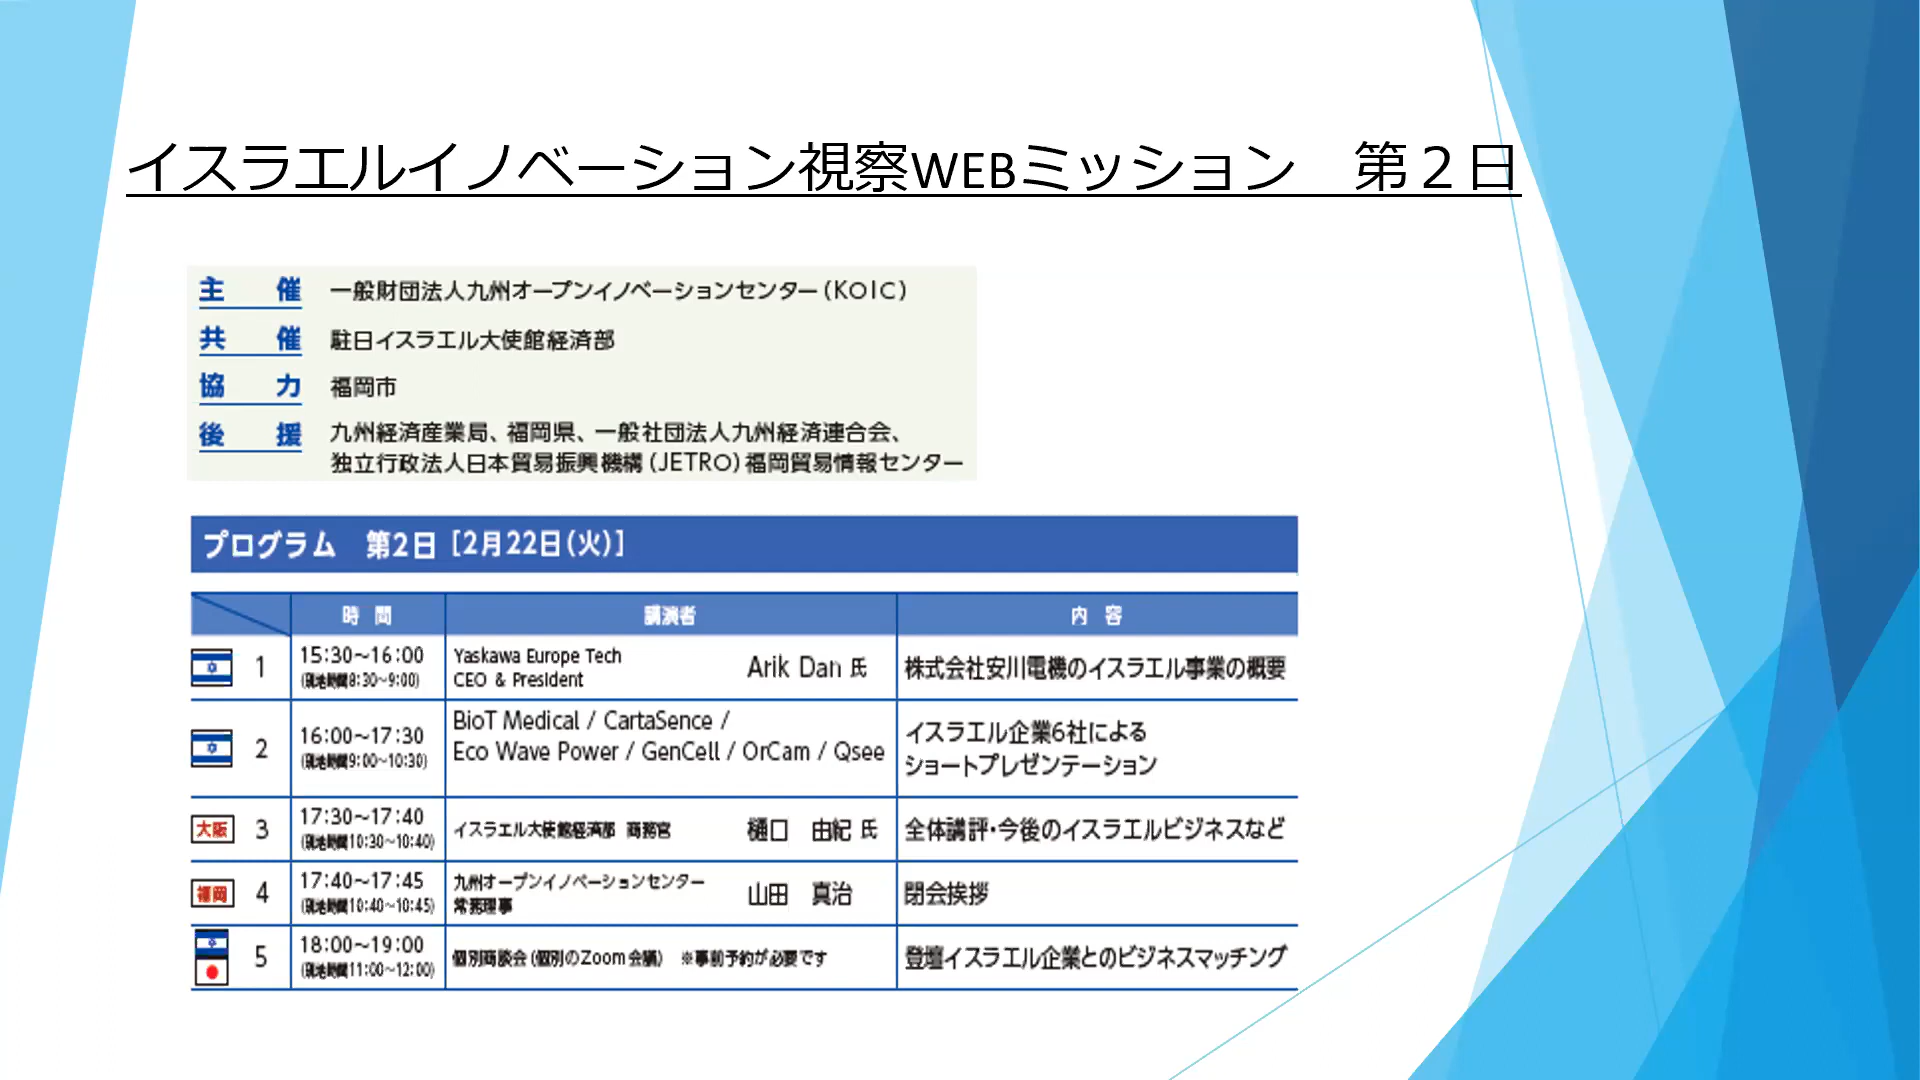 イスラエルイノベーション視察WEBミッション　第２日
主　催　一般財団法人九州オープンイノベーションセンター（KOIC）
共　催　駐日イスラエル大使館経済部
協　力　福岡市
後　援　九州経済産業局、福岡県、一般社団法人九州経済連合会、
独立行政法人日本貿易振興機構（JETRO）福岡貿易情報センター
プログラム　第2日［2月22日（火）］
時　間　講演者　内　容
1　15：30～16：00　Yaskawa Europe Tech　Arik Dan 氏　株式会社安川電機のイスラエル事業の概要
（現地時間8：30～9：00）　CEO & President
2　16：00～17：30　BioT Medical / CartaSence /　イスラエル企業6社による
（現地時間9：00～10：30）　Eco Wave Power / GenCell / OrCam / Qsee　ショートプレゼンテーション
大阪　3　17：30～17：40　イスラエル大使館経済部　商務官　樋口　由紀 氏　全体講評・今後のイスラエルビジネスなど
（現地時間10：30～10：40）
福岡　4　17：40～17：45　九州オープンイノベーションセンター　山田　真治　閉会挨拶
（現地時間10：40～10：45）　常務理事
5　18：00～19：00　個別商談会（個別のZoom会議）　※事前予約が必要です　登壇イスラエル企業とのビジネスマッチング
（現地時間11：00～12：00）